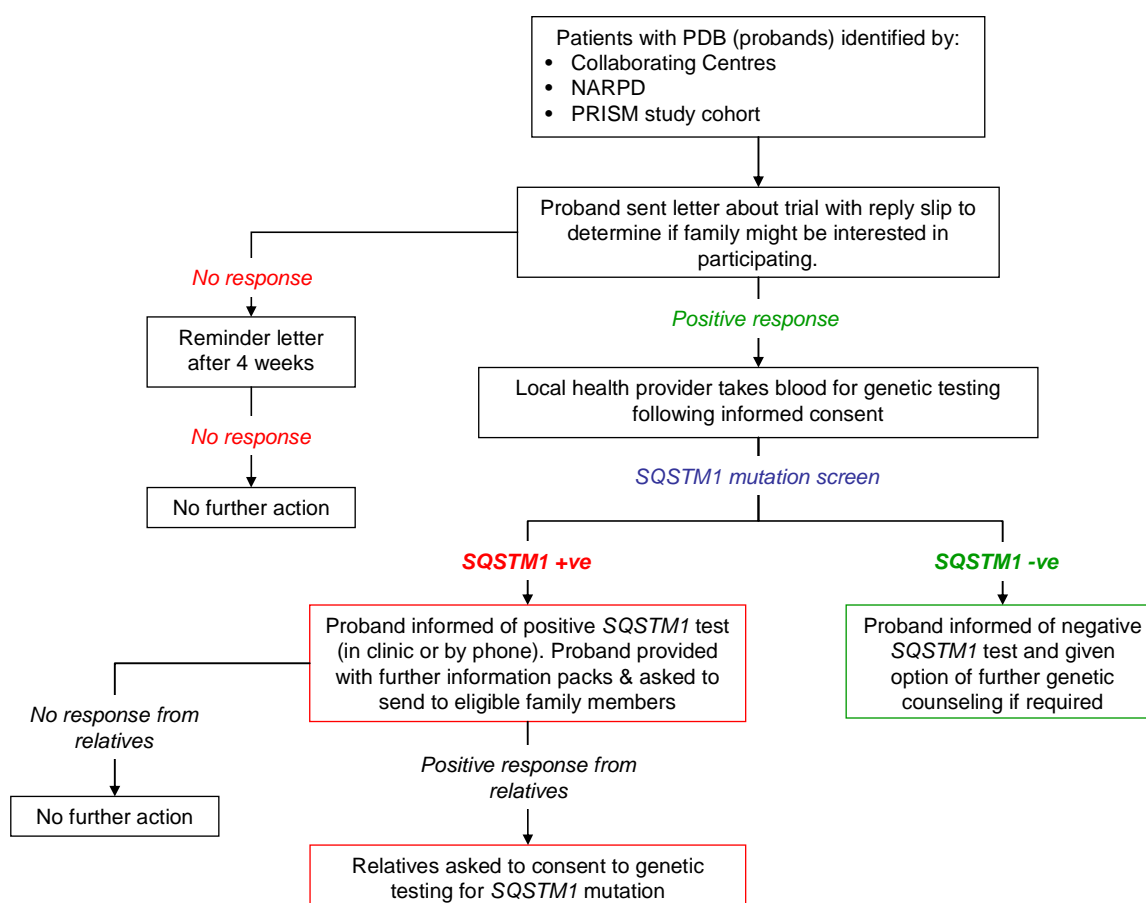 Patients with PDB (probands) identified by:
• Collaborating Centres
• NARPD
• PRISM study cohort
Proband sent letter about trial with reply slip to
determine if family might be interested in
participating.
No response
Positive response
Reminder letter
after 4 weeks
Local health provider takes blood for genetic testing
following informed consent
No response
SQSTM1 mutation screen
No further action
SQSTM1 +ve
SQSTM1 -ve
Proband informed of positive SQSTM1 test
(in clinic or by phone). Proband provided
with further information packs & asked to
send to eligible family members
Proband informed of negative
SQSTM1 test and given
option of further genetic
counseling if required
No response from
relatives
Positive response from
relatives
No further action
Relatives asked to consent to genetic
testing for SQSTM1 mutation